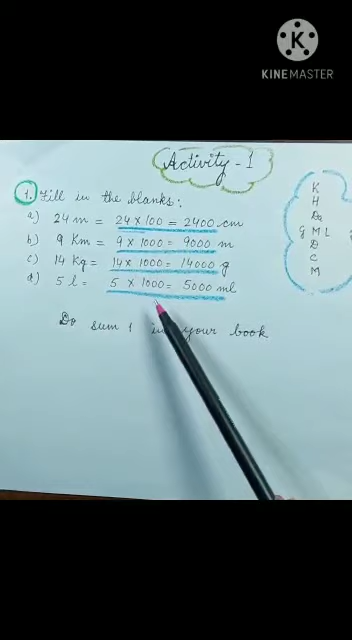 K
KINEMASTER
Activity - 1
1. Fill in the blanks:
a) 24 m = 24 × 100 = 2400 cm
b) 9 Km = 9 × 1000 = 9000 m
c) 14 Kg = 14 × 1000 = 14000 g
d) 5 l = 5 × 1000 = 5000 ml
Do sum 1 in your book
K
H
Da
g M L
D
C
M